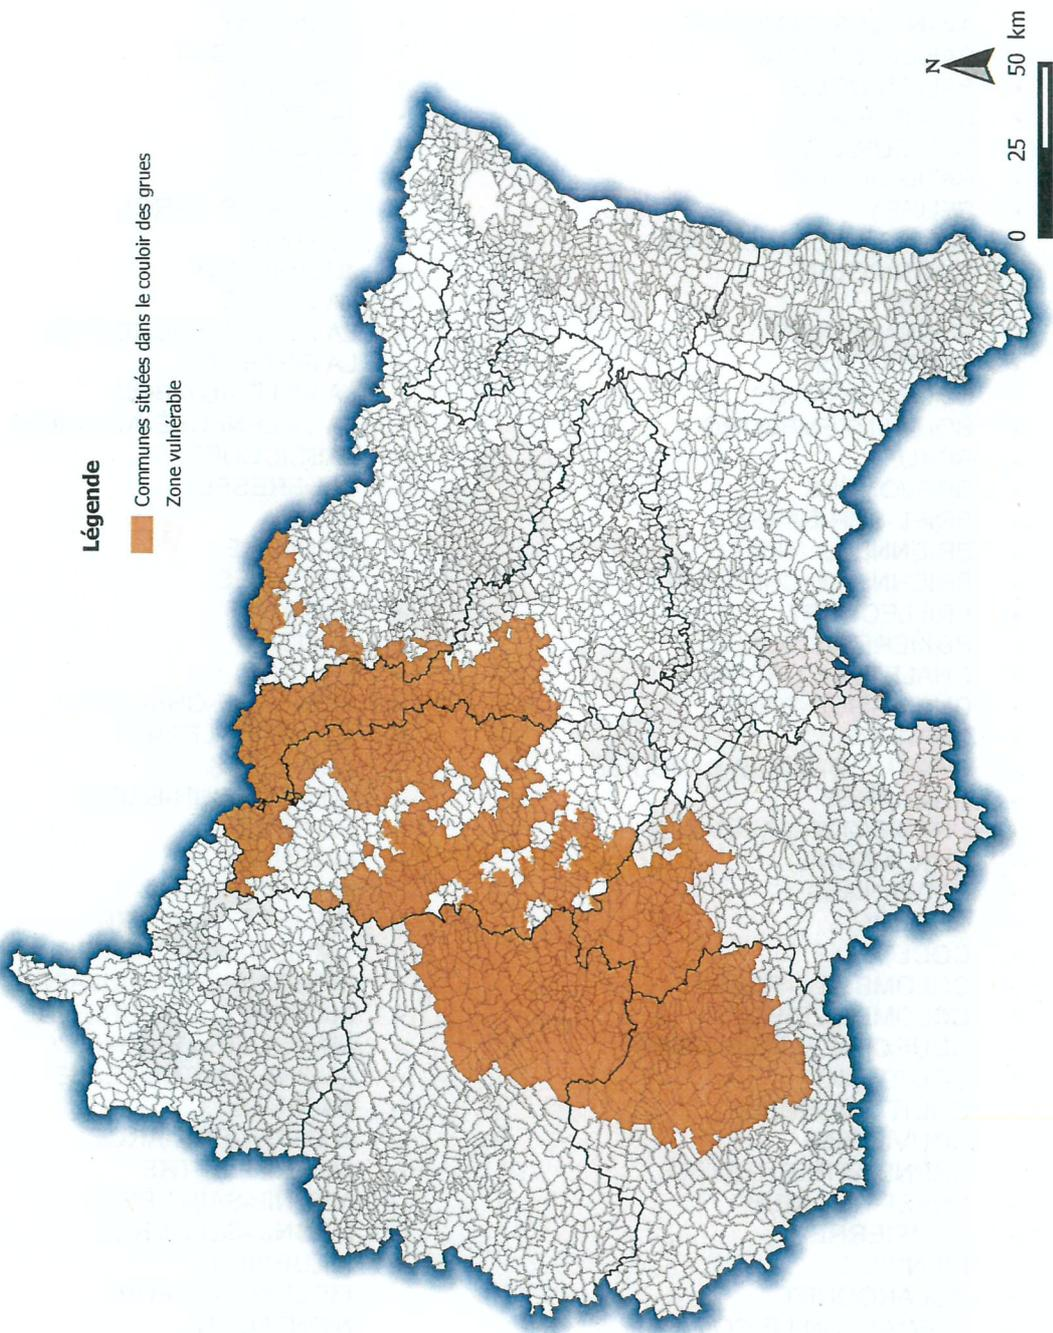 Légende
Communes situées dans le couloir des grues
Zone vulnérable
N
0 25 50 km